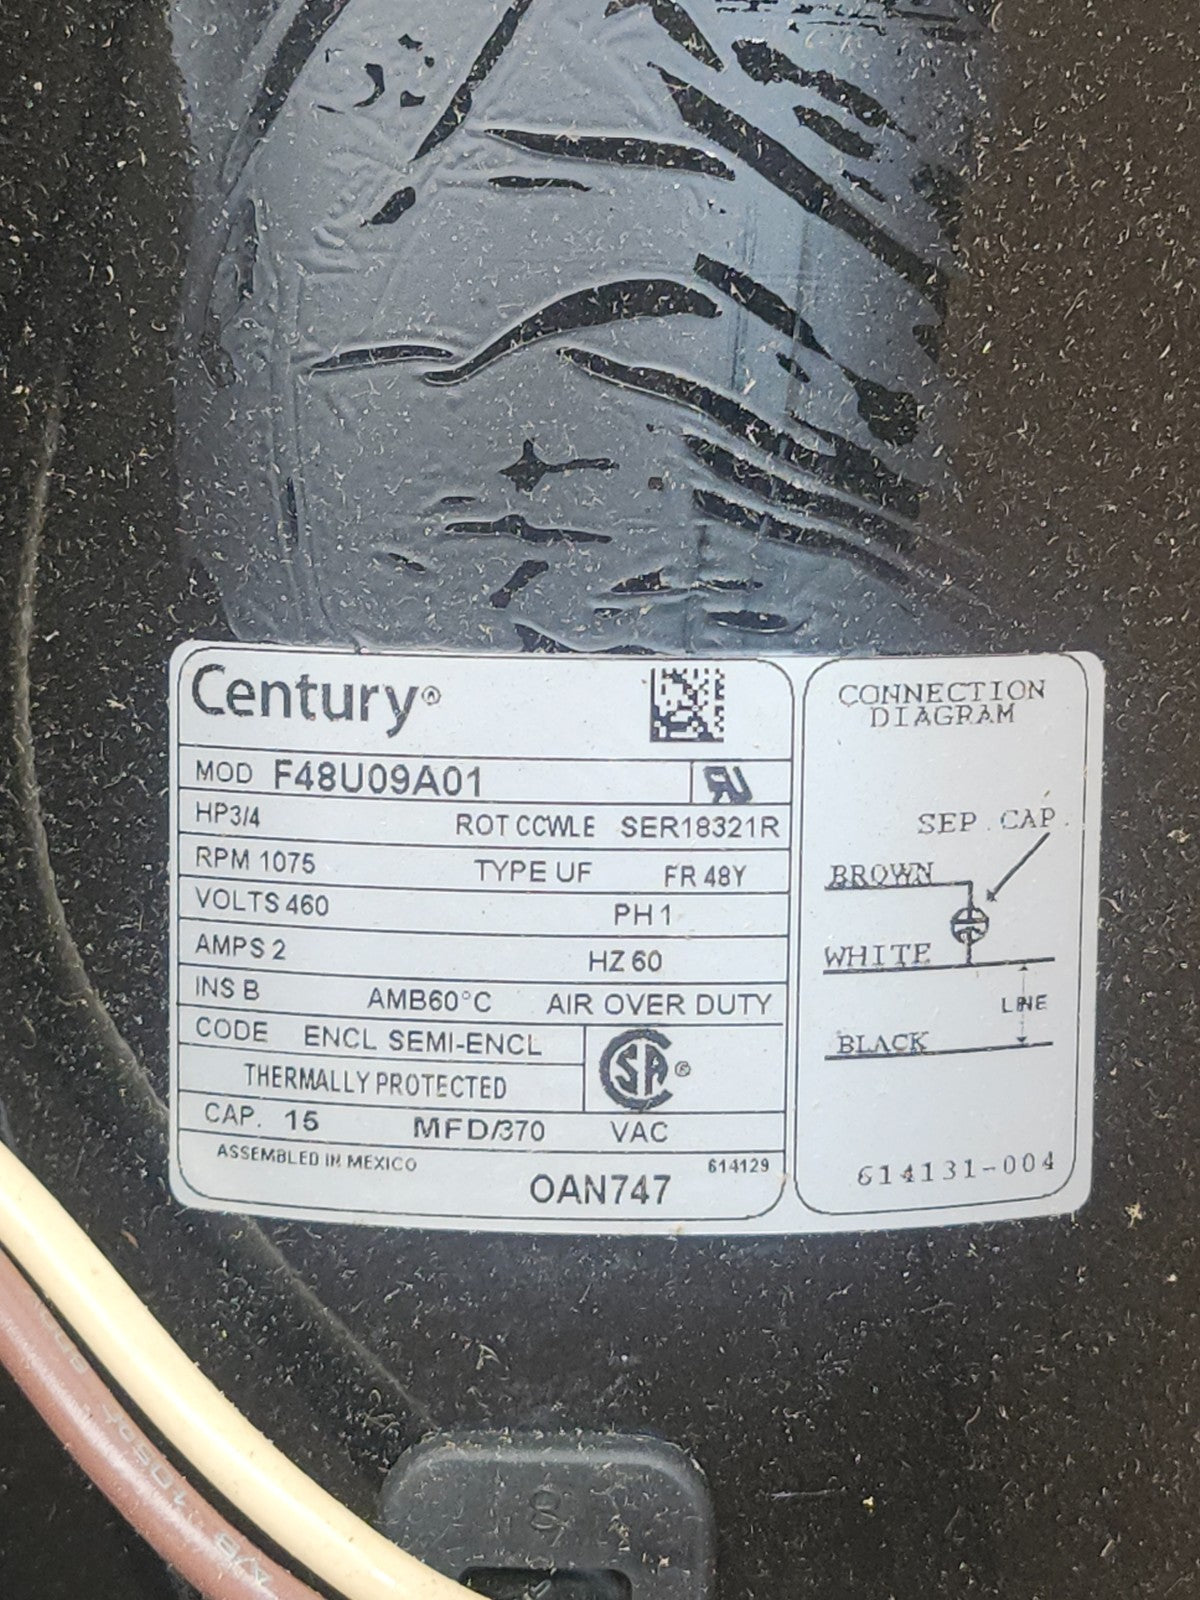 Century®
MOD F48U09A01
HP3/4 ROT CCWLE SER18321R
RPM 1075 TYPE UF FR 48Y
VOLTS 460 PH 1
AMPS 2 HZ 60
INS B AMB60°C AIR OVER DUTY
CODE ENCL SEMI-ENCL
THERMALLY PROTECTED
SA®
CAP. 15 MFD/370 VAC
ASSEMBLED IN MEXICO 614129
OAN747
CONNECTION
DIAGRAM
SEP. CAP.
BROWN
WHITE
LINE
BLACK
614131-004
8